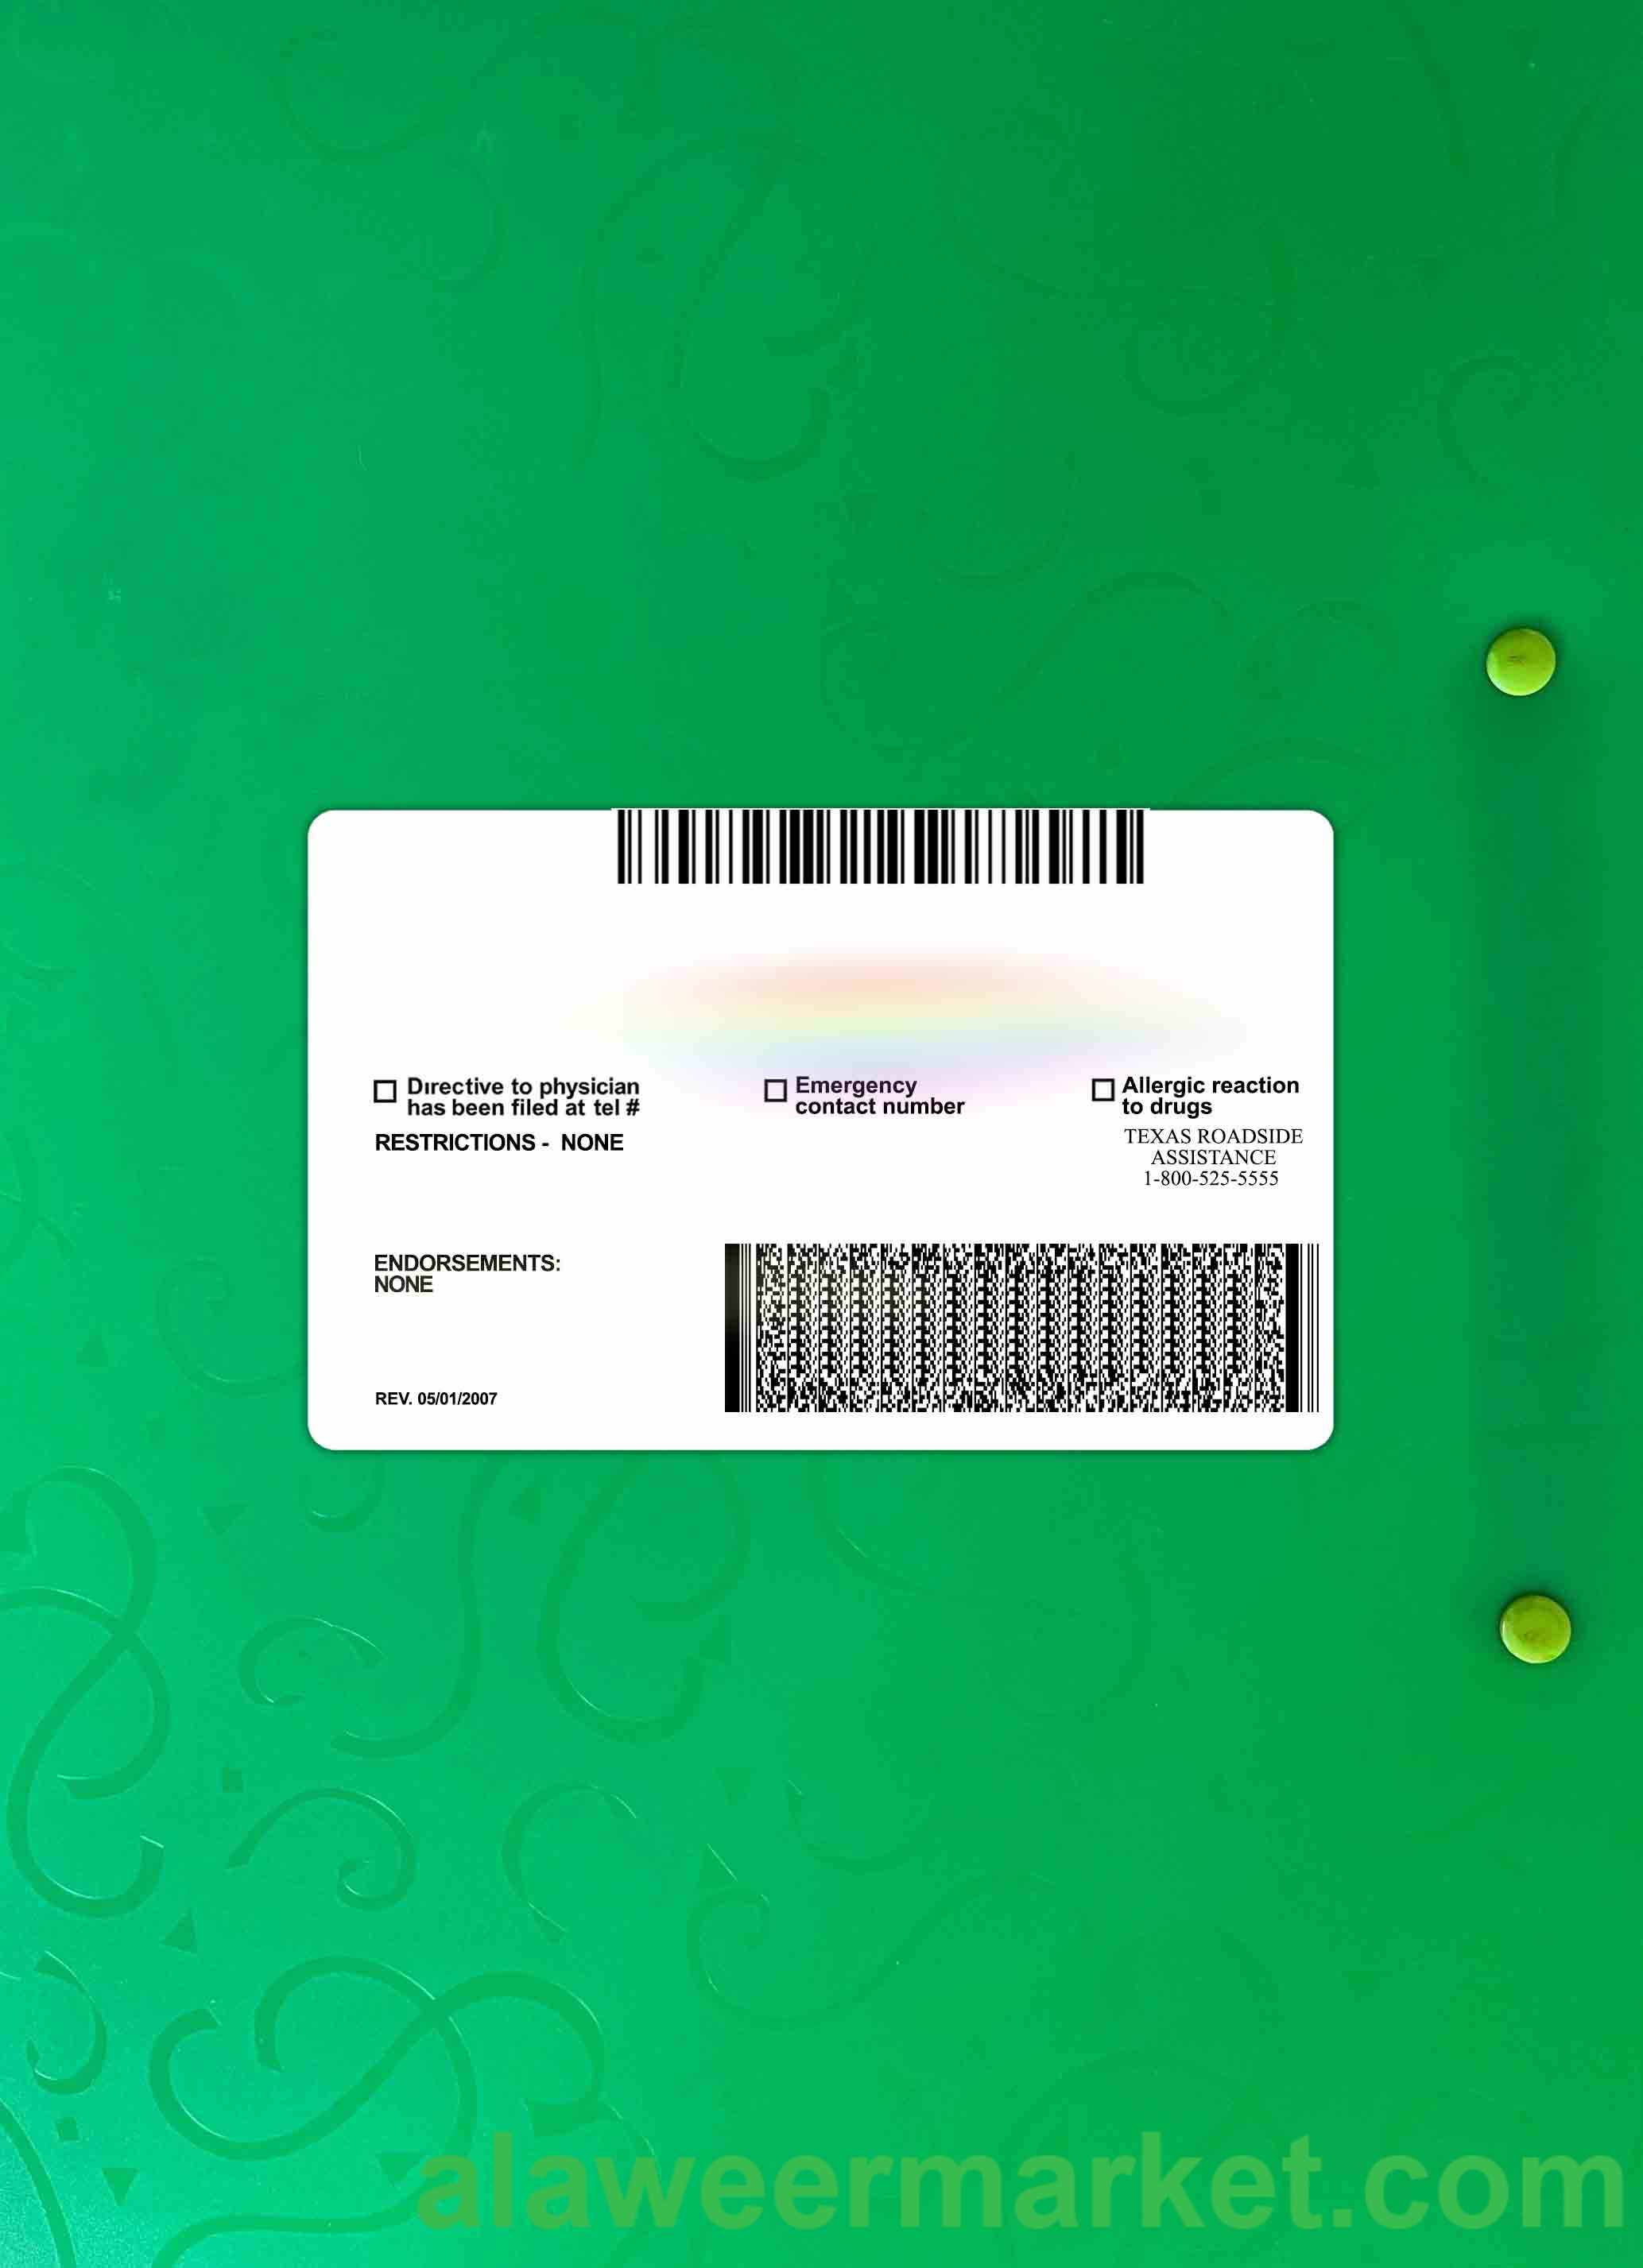 Directive to physician
has been filed at tel #
Emergency
contact number
Allergic reaction
to drugs
RESTRICTIONS - NONE
TEXAS ROADSIDE
ASSISTANCE
1-800-525-5555
ENDORSEMENTS:
NONE
REV. 05/01/2007
alaweermarket.com